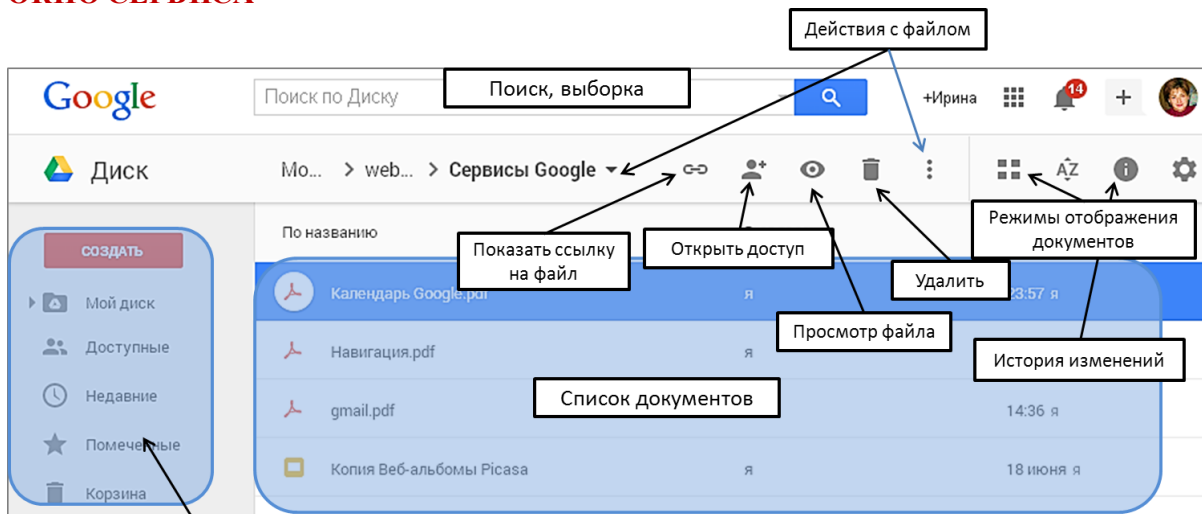 ОКНО СЕРВИСА
Действия с файлом
Google
Поиск по Диску
Поиск, выборка
+Ирина
14
Диск
Мо... > web... > Сервисы Google
AZ
Режимы отображения
документов
По названию
Показать ссылку
на файл
Открыть доступ
Удалить
СОЗДАТЬ
Мой диск
Доступные
Недавние
Помеченные
Корзина
Календарь Google.pdf я 23:57 я
Просмотр файла
Навигация.pdf я
История изменений
Список документов
gmail.pdf 14:36 я
Копия Веб-альбомы Picasa я 18 июня я